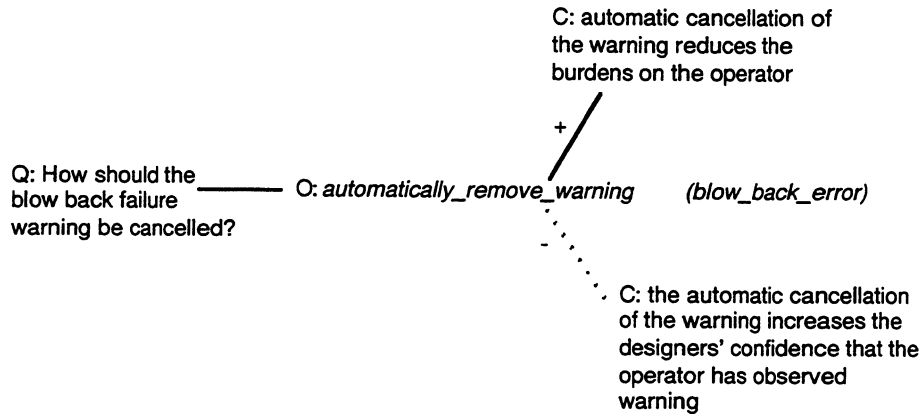 C: automatic cancellation of
the warning reduces the
burdens on the operator
+
Q: How should the
blow back failure
warning be cancelled?
O: automatically_remove_warning (blow_back_error)
-
C: the automatic cancellation
of the warning increases the
designers' confidence that the
operator has observed
warning